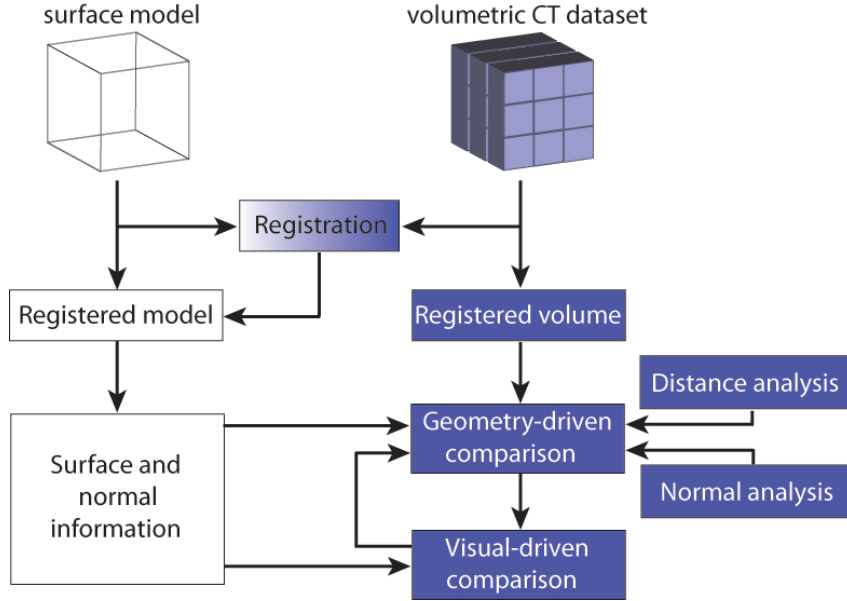 surface model
volumetric CT dataset
Registration
Registered model
Registered volume
Distance analysis
Geometry-driven
comparison
Surface and
normal
information
Normal analysis
Visual-driven
comparison